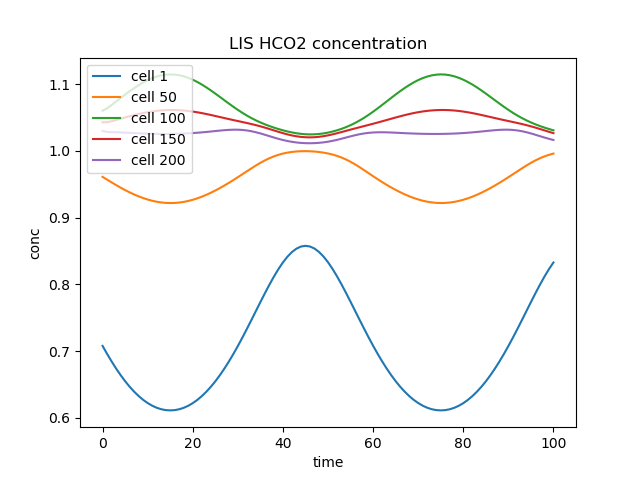 LIS HCO2 concentration
cell 1
cell 50
cell 100
cell 150
cell 200
conc
1.1
1.0
0.9
0.8
0.7
0.6
0 20 40 60 80 100
time